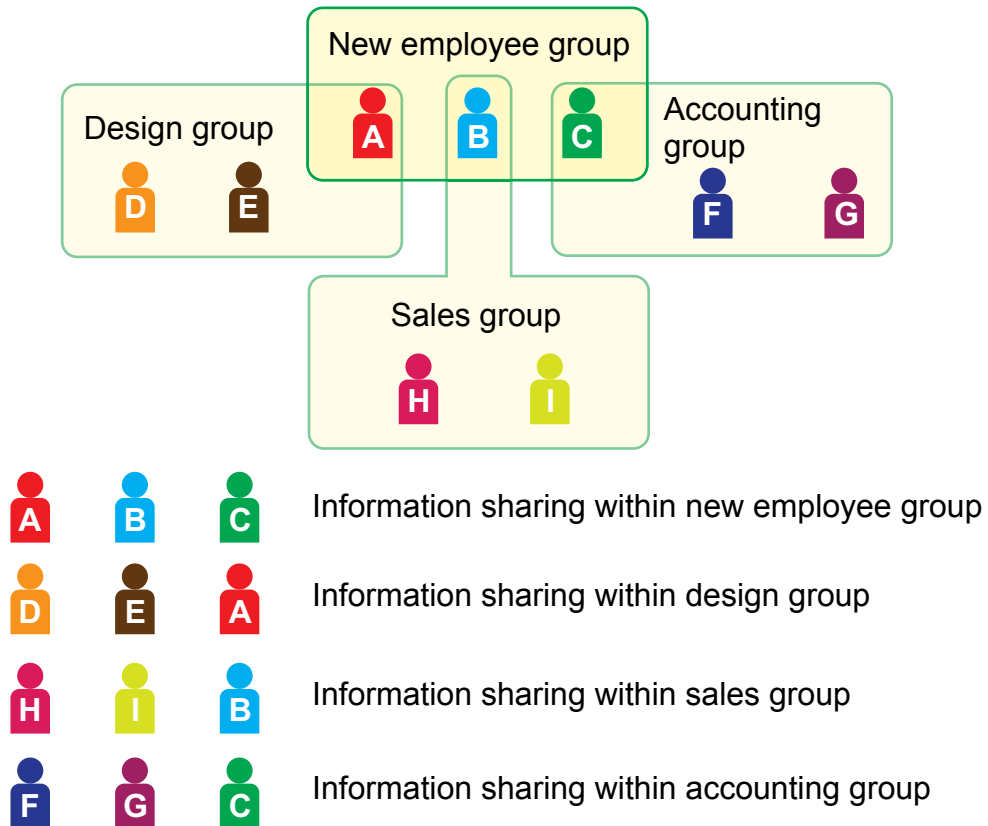 New employee group
Design group
A
B
C
Accounting
group
D
E
F
G
Sales group
H
I
A B C Information sharing within new employee group
D E A Information sharing within design group
H I B Information sharing within sales group
F G C Information sharing within accounting group